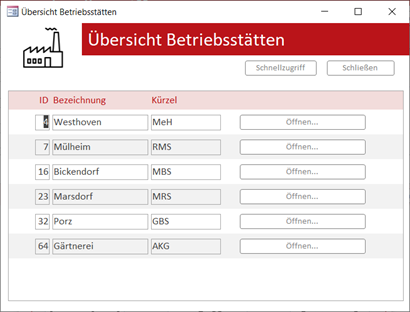 Übersicht Betriebsstätten
Übersicht Betriebsstätten
Schnellzugriff Schließen
ID Bezeichnung Kürzel
4 Westhoven MeH Öffnen...
7 Mülheim RMS Öffnen...
16 Bickendorf MBS Öffnen...
23 Marsdorf MRS Öffnen...
32 Porz GBS Öffnen...
64 Gärtnerei AKG Öffnen...